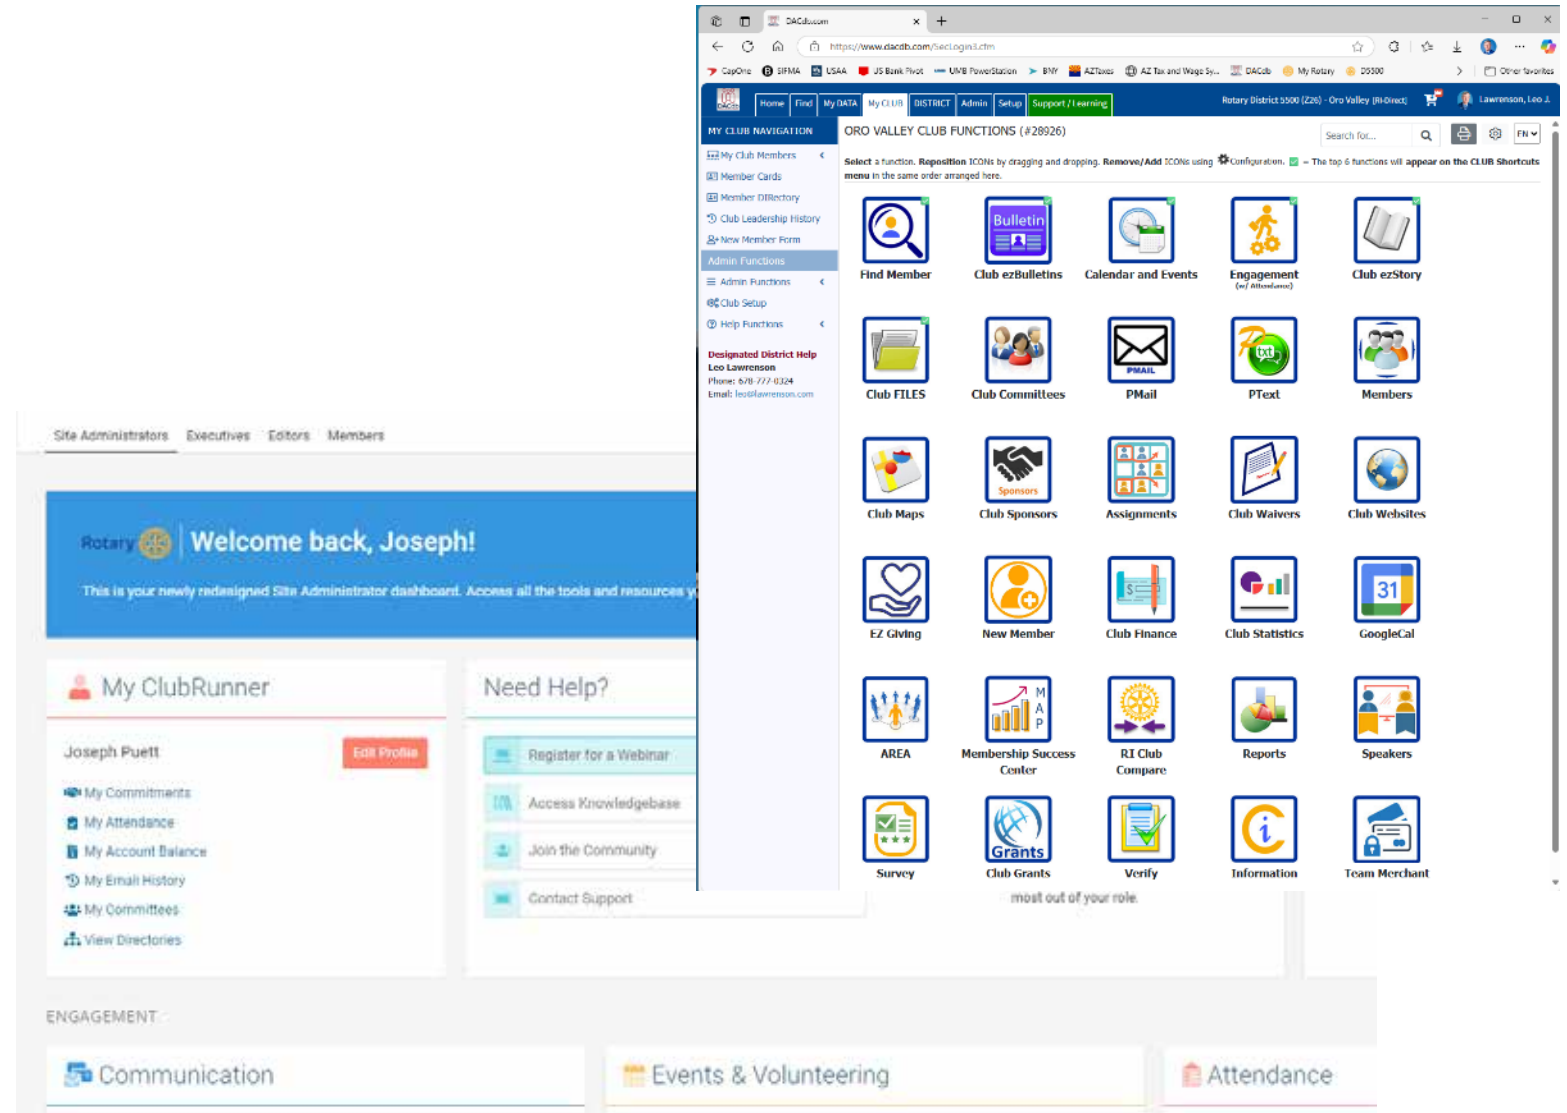 DACdb.com
https://www.dacdb.com/SecLogin3.cfm
CapOne SIFMA USAA US Bank Pivot UMB PowerStation BNY AZTaxes AZ Tax and Wage Sy... DACdb My Rotary D5500 Other favorites
DACdb Home Find My DATA My CLUB DISTRICT Admin Setup Support / Learning Rotary District 5500 (Z26) - Oro Valley [RI-Direct] Lawrenson, Leo J.
MY CLUB NAVIGATION
My Club Members
Member Cards
Member DIRectory
Club Leadership History
New Member Form
Admin Functions
Admin Functions
Club Setup
Help Functions
Designated District Help
Leo Lawrenson
Phone: 678-777-0324
Email: leo@lawrenson.com
ORO VALLEY CLUB FUNCTIONS (#28926)
Search for...
EN
Select a function. Reposition ICONs by dragging and dropping. Remove/Add ICONs using Configuration. – The top 6 functions will appear on the CLUB Shortcuts
menu in the same order arranged here.
Bulletin
Find Member Club ezBulletins Calendar and Events Engagement Club ezStory
(w/ Attendance)
PMAIL
txt
Club FILES Club Committees PMail PText Members
Sponsors
Club Maps Club Sponsors Assignments Club Waivers Club Websites
$
31
EZ Giving New Member Club Finance Club Statistics GoogleCal
M
A
P
AREA Membership Success RI Club Reports Speakers
Center Compare
Grants
i
Survey Club Grants Verify Information Team Merchant
Site Administrators Executives Editors Members
Rotary Welcome back, Joseph!
This is your newly redesigned Site Administrator dashboard. Access all the tools and resources y
My ClubRunner
Joseph Puett
Edit Profile
My Commitments
My Attendance
My Account Balance
My Email History
My Committees
View Directories
Need Help?
Register for a Webinar
Access Knowledgebase
Join the Community
Contact Support
most out of your role.
ENGAGEMENT
Communication Events & Volunteering Attendance